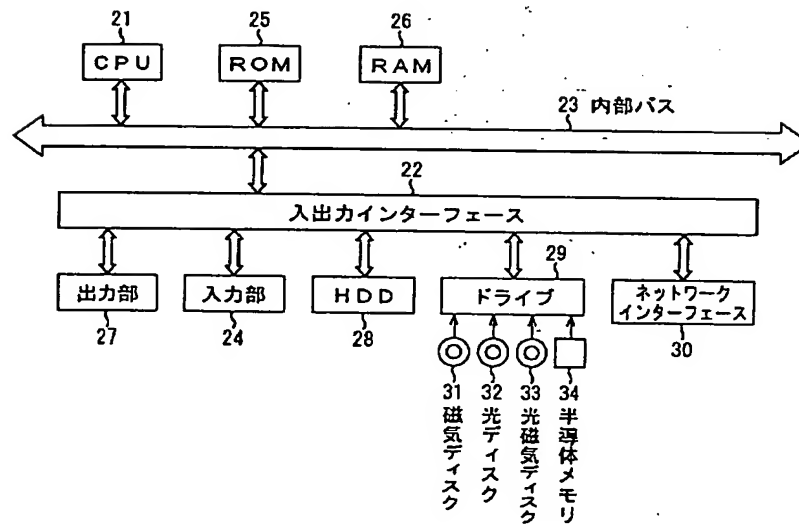 21
25
26
CPU
ROM
RAM
23 内部バス
22
入出力インターフェース
29
出力部
入力部
HDD
ドライブ
ネットワーク
インターフェース
27
24
28
30
31 磁気ディスク
32 光ディスク
33 光磁気ディスク
34 半導体メモリ